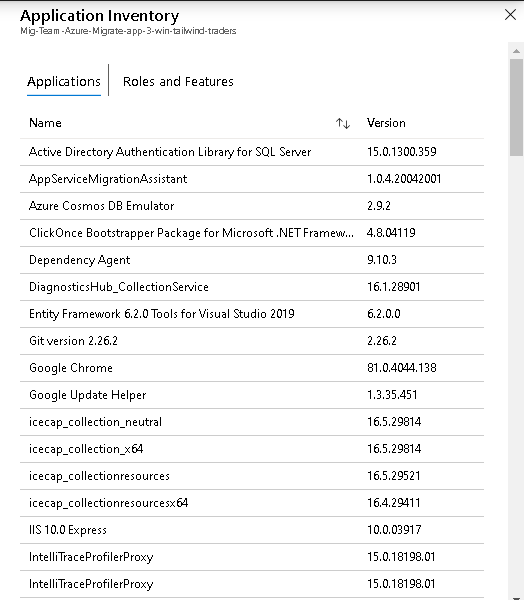 Application Inventory
Mig-Team-Azure-Migrate-app-3-win-tailwind-traders
Applications Roles and Features
Name Version
Active Directory Authentication Library for SQL Server 15.0.1300.359
AppServiceMigrationAssistant 1.0.4.20042001
Azure Cosmos DB Emulator 2.9.2
ClickOnce Bootstrapper Package for Microsoft .NET Framew... 4.8.04119
Dependency Agent 9.10.3
DiagnosticsHub_CollectionService 16.1.28901
Entity Framework 6.2.0 Tools for Visual Studio 2019 6.2.0.0
Git version 2.26.2 2.26.2
Google Chrome 81.0.4044.138
Google Update Helper 1.3.35.451
icecap_collection_neutral 16.5.29814
icecap_collection_x64 16.5.29814
icecap_collectionresources 16.5.29521
icecap_collectionresourcesx64 16.4.29411
IIS 10.0 Express 10.0.03917
IntelliTraceProfilerProxy 15.0.18198.01
IntelliTraceProfilerProxy 15.0.18198.01